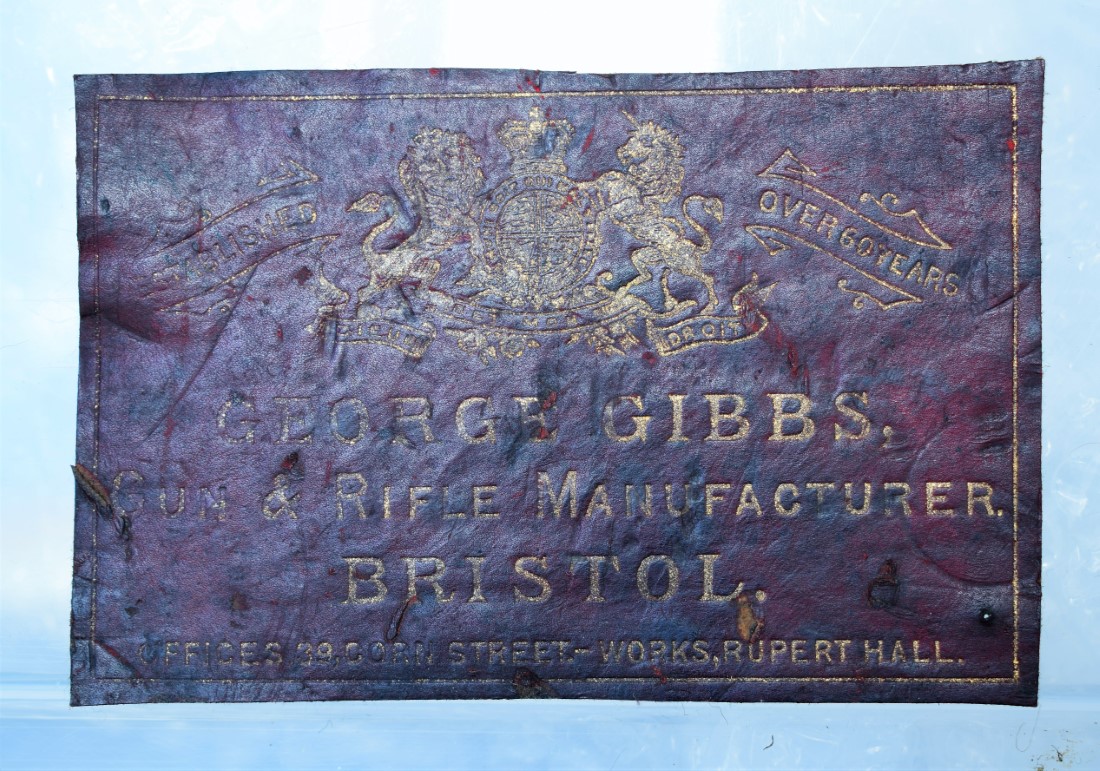 ESTABLISHED
OVER 60 YEARS
DROIT
GEORGE GIBBS,
GUN & RIFLE MANUFACTURER.
BRISTOL.
OFFICES 39, CORN STREET.- WORKS, RUPERT HALL.